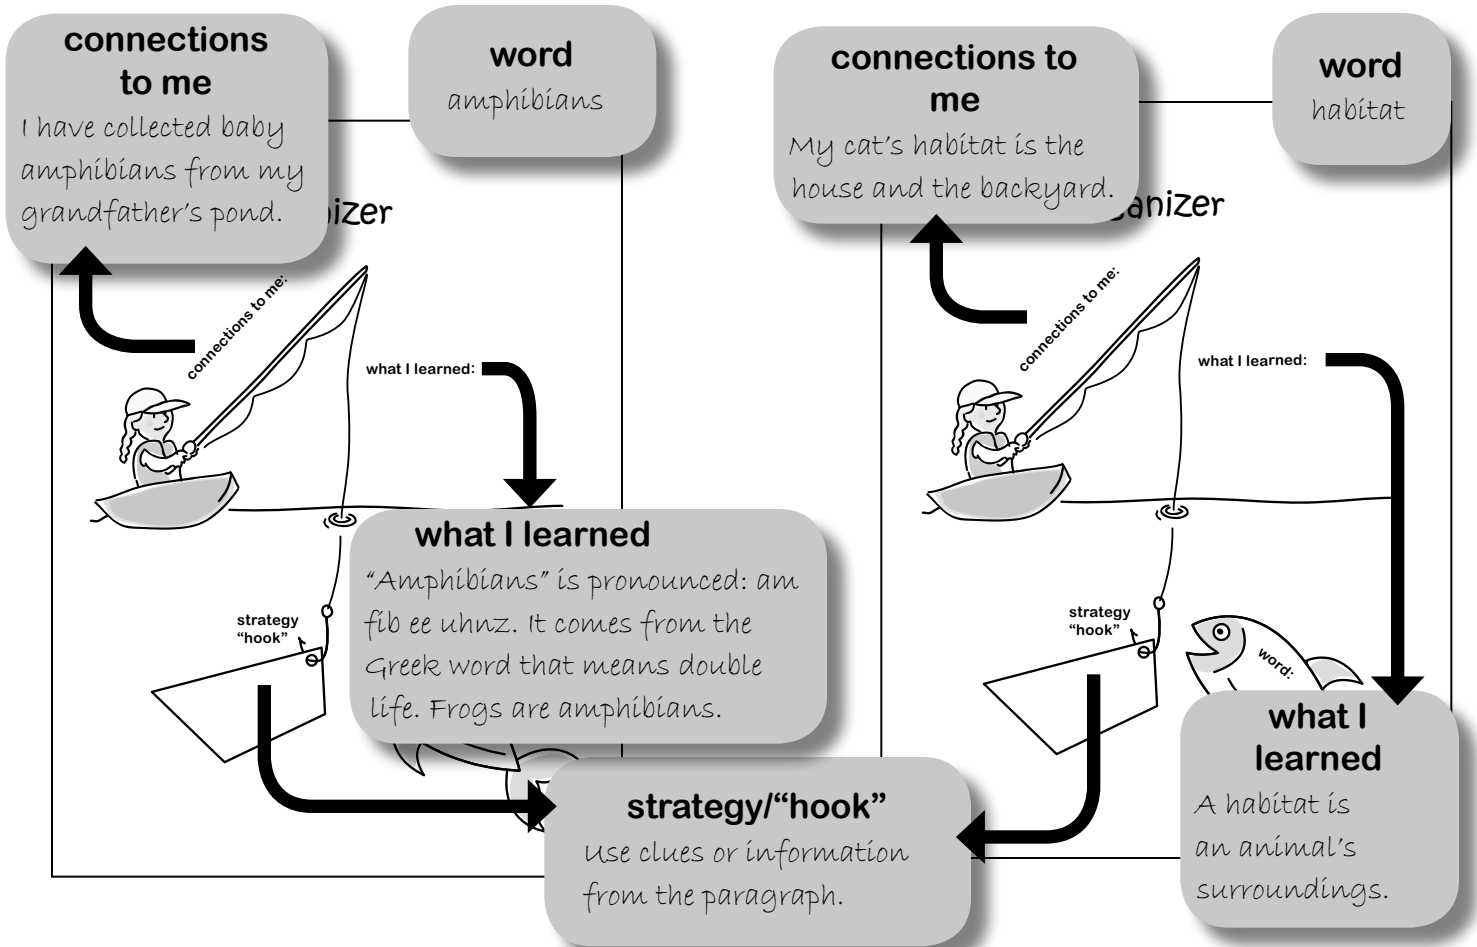 connections
to me
I have collected baby
amphibians from my
grandfather's pond.
word
amphibians
nizer
connections to me:
what I learned:
what I learned
“Amphibians” is pronounced: am
fib ee uhnz. It comes from the
Greek word that means double
life. Frogs are amphibians.
strategy
“hook”
connections to
me
My cat's habitat is the
house and the backyard.
word
habitat
ganizer
connections to me:
what I learned:
strategy
“hook”
word:
what I
learned
A habitat is
an animal's
surroundings.
strategy/“hook”
Use clues or information
from the paragraph.